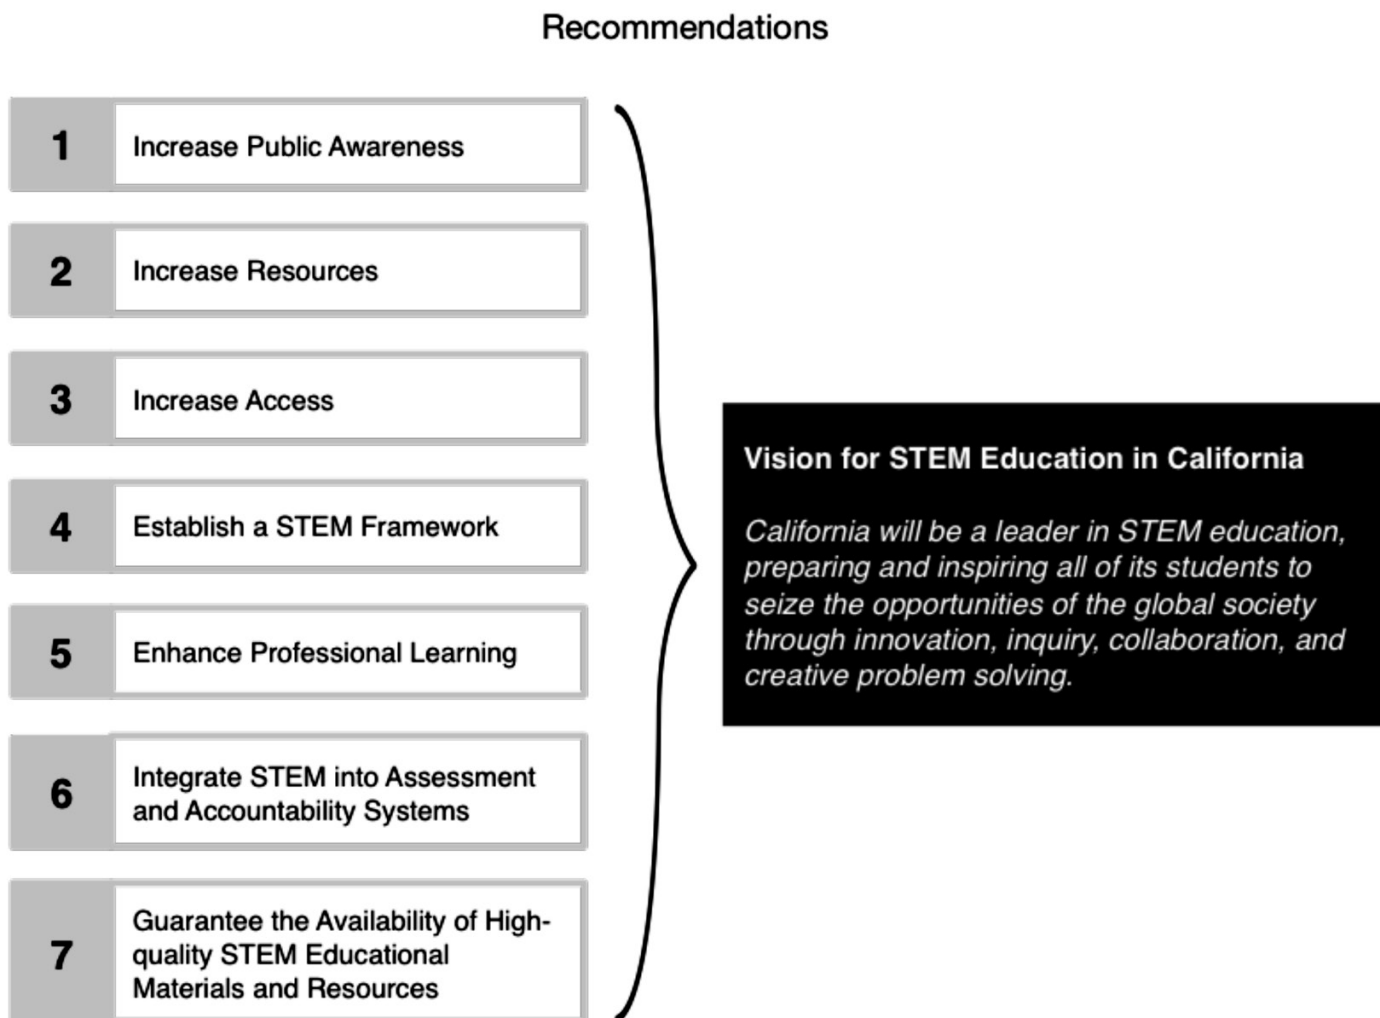 Recommendations
1
Increase Public Awareness
2
Increase Resources
3
Increase Access
4
Establish a STEM Framework
5
Enhance Professional Learning
6
Integrate STEM into Assessment
and Accountability Systems
7
Guarantee the Availability of High-
quality STEM Educational
Materials and Resources
Vision for STEM Education in California
California will be a leader in STEM education,
preparing and inspiring all of its students to
seize the opportunities of the global society
through innovation, inquiry, collaboration, and
creative problem solving.